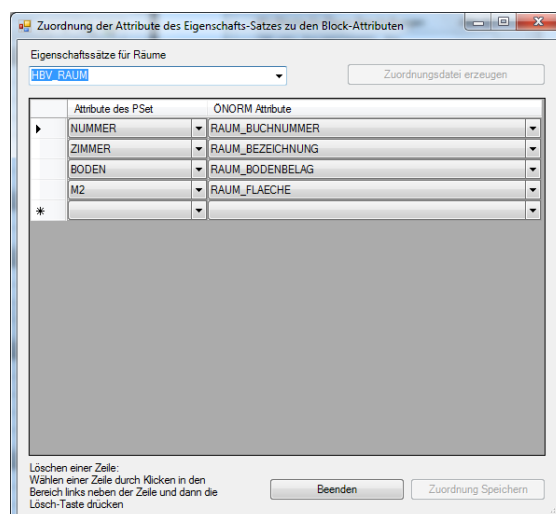 Zuordnung der Attribute des Eigenschafts-Satzes zu den Block-Attributen
Eigenschaftssätze für Räume
HBV_RAUM
Zuordnungsdatei erzeugen
Attribute des PSet ÖNORM Attribute
NUMMER RAUM_BUCHNUMMER
ZIMMER RAUM_BEZEICHNUNG
BODEN RAUM_BODENBELAG
M2 RAUM_FLAECHE
Löschen einer Zeile:
Wählen einer Zeile durch Klicken in den
Bereich links neben der Zeile und dann die
Lösch-Taste drücken
Beenden
Zuordnung Speichern